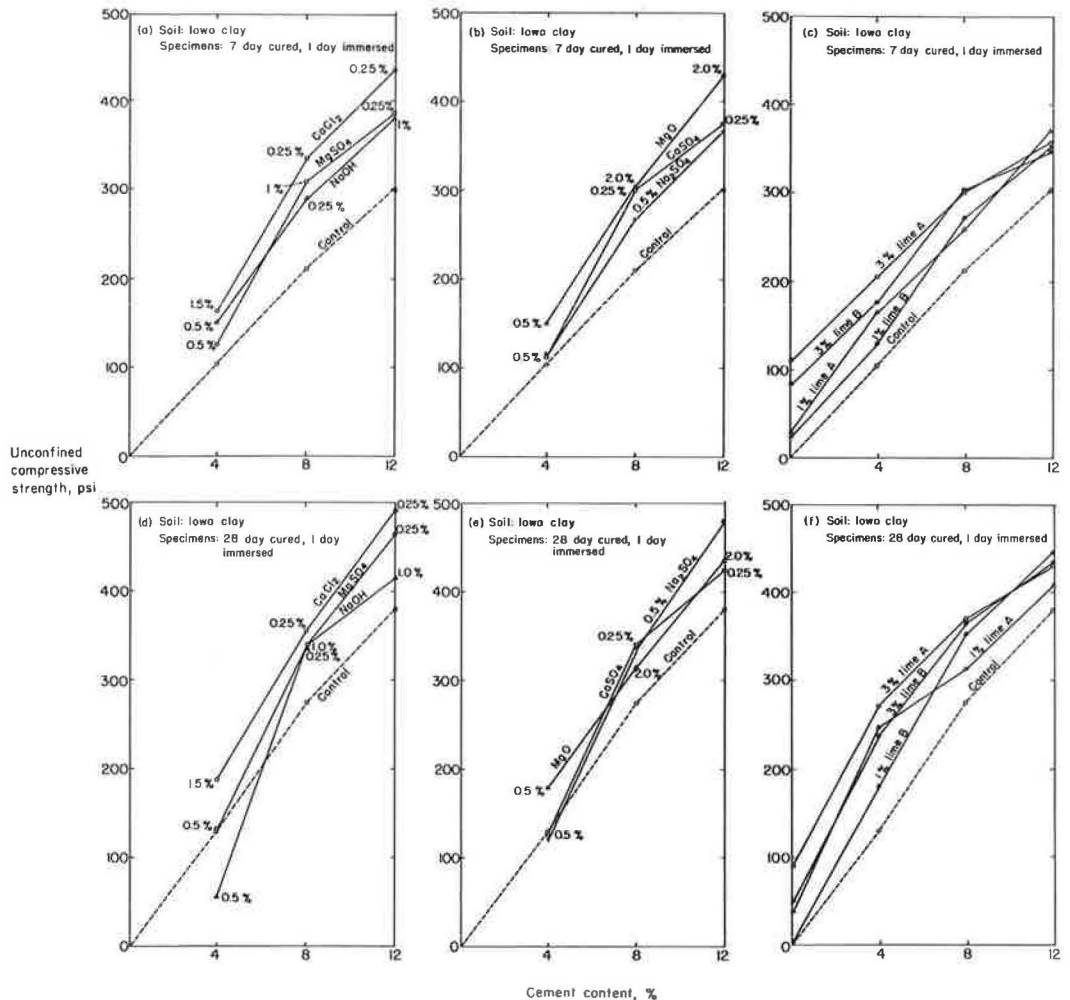 (a) Soil: Iowa clay
Specimens: 7 day cured, 1 day immersed
500
400
300
200
100
0
4
8
12
0.25%
0.25%
1%
CaCl2
MgSO4
NaOH
0.25%
1%
0.25%
Control
1.5%
0.5%
0.5%
(b) Soil: Iowa clay
Specimens: 7 day cured, 1 day immersed
500
400
300
200
100
0
4
8
12
2.0%
0.25%
MgO
CaSO4
0.5% Na2SO4
2.0%
0.25%
Control
0.5%
0.5%
(c) Soil: Iowa clay
Specimens: 7 day cured, 1 day immersed
500
400
300
200
100
0
4
8
12
3% lime A
3% lime B
1% lime B
1% lime A
Control
Unconfined
compressive
strength, psi
(d) Soil: Iowa clay
Specimens: 28 day cured, 1 day
immersed
500
400
300
200
100
0
4
8
12
0.25%
0.25%
1.0%
CaCl2
MgSO4
NaOH
0.25%
1.0%
0.25%
Control
1.5%
0.5%
0.5%
(e) Soil: Iowa clay
Specimens: 28 day cured, 1 day
immersed
500
400
300
200
100
0
4
8
12
2.0%
0.25%
0.5% Na2SO4
0.25%
2.0%
Control
CaSO4
MgO
0.5%
0.5%
(f) Soil: Iowa clay
Specimens: 28 day cured, 1 day immersed
500
400
300
200
100
0
4
8
12
3% lime A
3% lime B
1% lime A
1% lime B
Control
Cement content, %